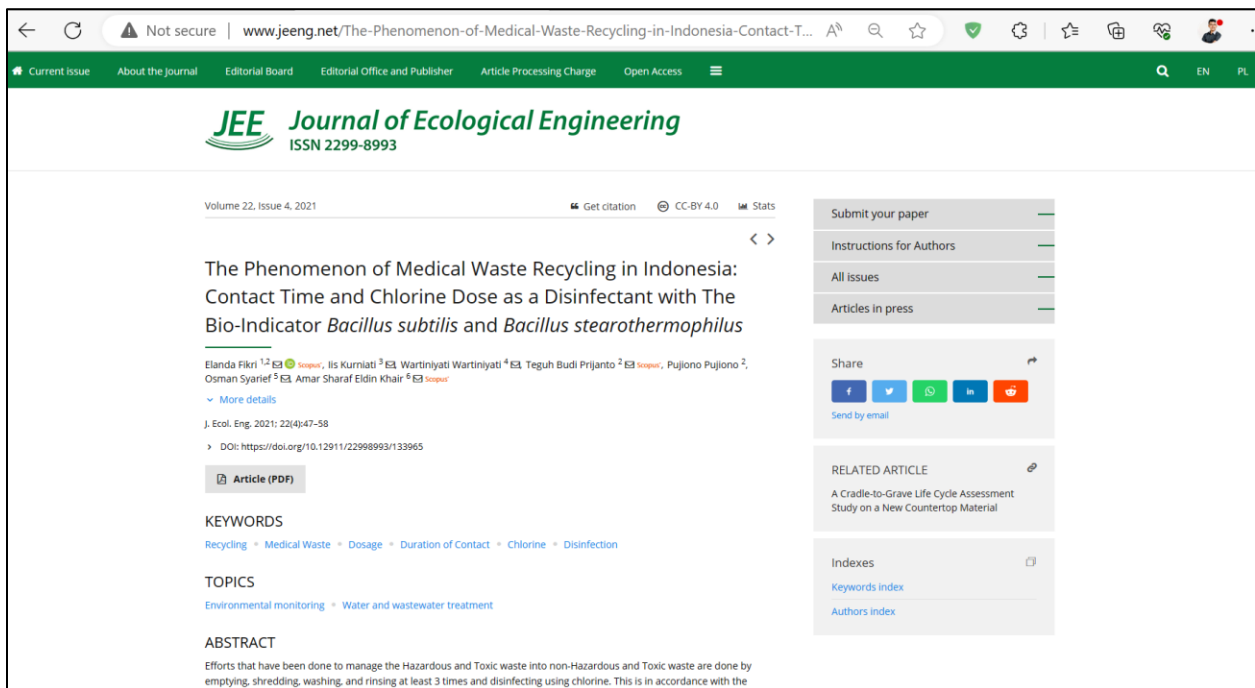 Not secure www.jeeng.net/The-Phenomenon-of-Medical-Waste-Recycling-in-Indonesia-Contact-T...
Current issue About the Journal Editorial Board Editorial Office and Publisher Article Processing Charge Open Access EN PL
JEE Journal of Ecological Engineering
ISSN 2299-8993
Volume 22, Issue 4, 2021 Get citation CC-BY 4.0 Stats
The Phenomenon of Medical Waste Recycling in Indonesia:
Contact Time and Chlorine Dose as a Disinfectant with The
Bio-Indicator Bacillus subtilis and Bacillus stearothermophilus
Elanda Fikri 1,2 Scopus, Iis Kurniati 3, Wartiniyati Wartiniyati 4, Teguh Budi Prijanto 2 Scopus, Pujiono Pujiono 2,
Osman Syarief 5, Amar Sharaf Eldin Khair 6 Scopus
More details
J. Ecol. Eng. 2021; 22(4):47–58
DOI: https://doi.org/10.12911/22998993/133965
Article (PDF)
KEYWORDS
Recycling Medical Waste Dosage Duration of Contact Chlorine Disinfection
TOPICS
Environmental monitoring Water and wastewater treatment
ABSTRACT
Efforts that have been done to manage the Hazardous and Toxic waste into non-Hazardous and Toxic waste are done by
emptying, shredding, washing, and rinsing at least 3 times and disinfecting using chlorine. This is in accordance with the
Submit your paper
Instructions for Authors
All issues
Articles in press
Share
Send by email
RELATED ARTICLE
A Cradle-to-Grave Life Cycle Assessment
Study on a New Countertop Material
Indexes
Keywords index
Authors index